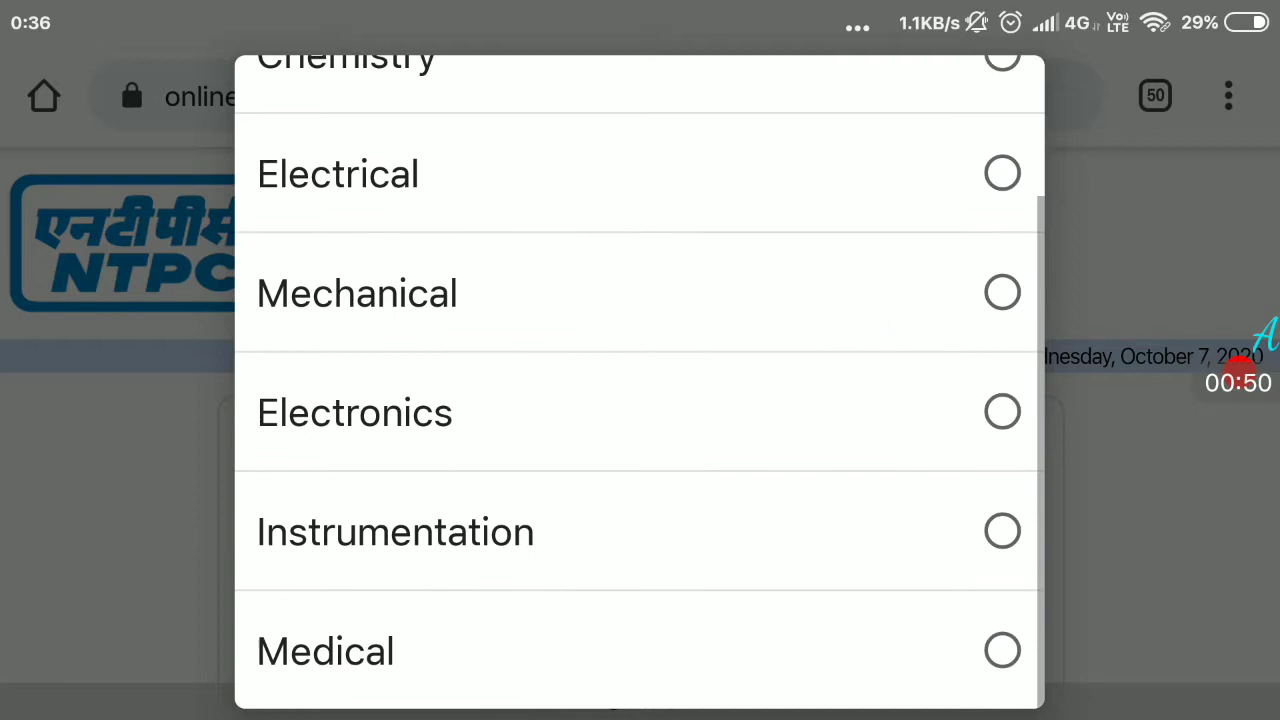 0:36
... 1.1KB/s 4G Vo) LTE 29%
Chemistry
online
50
Electrical
एनटीपीसी
NTPC
Mechanical
nesday, October 7, 2020
A
00:50
Electronics
Instrumentation
Medical